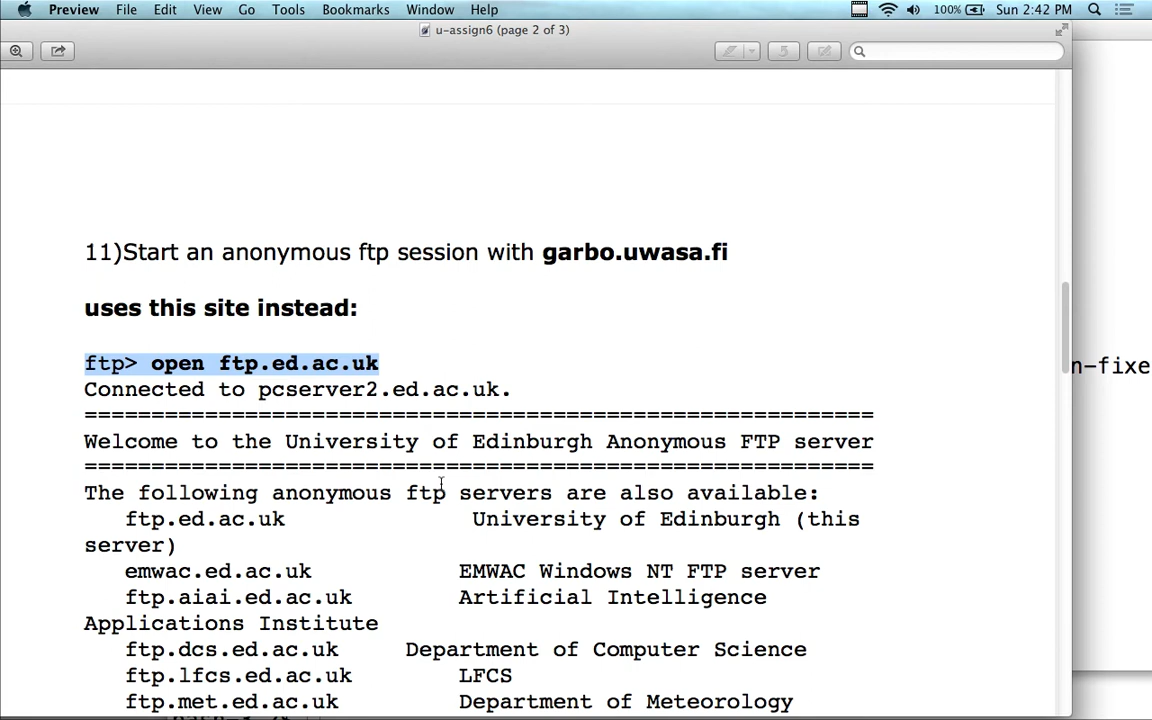 Preview File Edit View Go Tools Bookmarks Window Help 100% Sun 2:42 PM
u-assign6 (page 2 of 3)
11)Start an anonymous ftp session with garbo.uwasa.fi
uses this site instead:
ftp> open ftp.ed.ac.uk
Connected to pcserver2.ed.ac.uk.
===========================================================
Welcome to the University of Edinburgh Anonymous FTP server
===========================================================
The following anonymous ftp servers are also available:
ftp.ed.ac.uk University of Edinburgh (this
server)
emwac.ed.ac.uk EMWAC Windows NT FTP server
ftp.aiai.ed.ac.uk Artificial Intelligence
Applications Institute
ftp.dcs.ed.ac.uk Department of Computer Science
ftp.lfcs.ed.ac.uk LFCS
ftp.met.ed.ac.uk Department of Meteorology
n-fixe